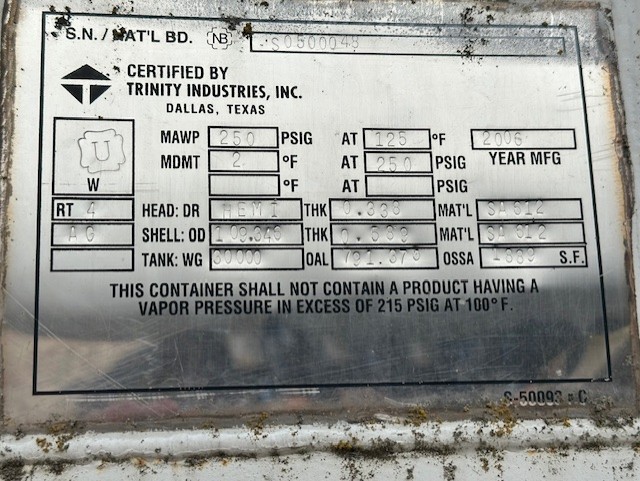 S.N. / NAT'L BD. NB
CERTIFIED BY
TRINITY INDUSTRIES, INC.
DALLAS, TEXAS
U
W
MAWP 250 PSIG AT 125 °F 2006
MDMT 2 °F AT 250 PSIG YEAR MFG
°F AT PSIG
RT 4 HEAD: DR HEMI THK MAT'L SA 612
AG SHELL: OD THK MAT'L SA 612
TANK: WG 30000 OAL OSSA S.F.
THIS CONTAINER SHALL NOT CONTAIN A PRODUCT HAVING A
VAPOR PRESSURE IN EXCESS OF 215 PSIG AT 100°F.